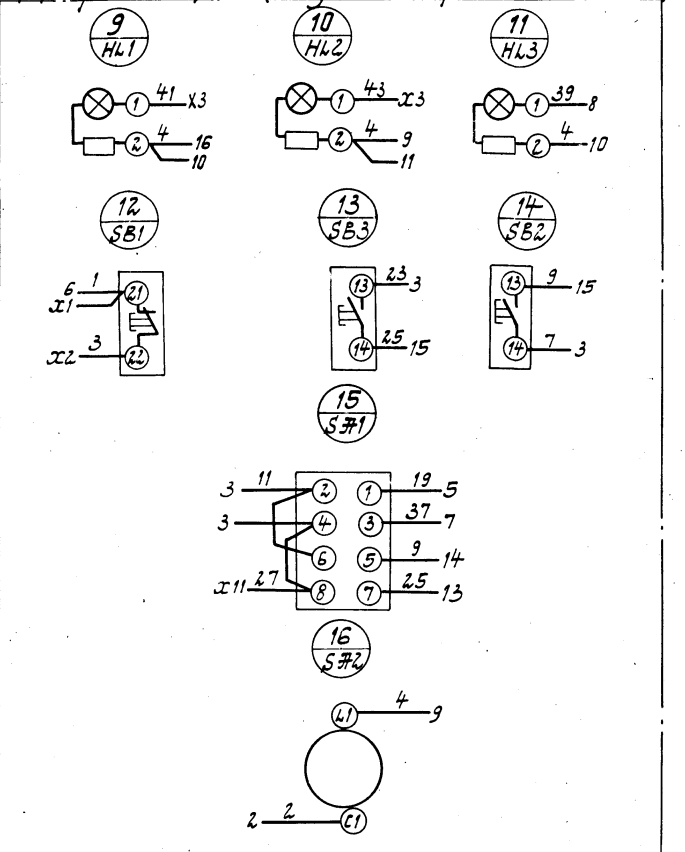 9 10 11
HL1 HL2 HL3
1 41 X3 1 43 X3 1 39 8
2 4 16 2 4 9 2 4 10
10 11
12 13 14
SB1 SB3 SB2
6 1 21 13 23 3 13 9 15
X1
X2 3 22 14 25 15 14 7 3
15
SA1
3 11 2 1 19 5
3 4 3 37 7
6 5 9 14
X11 27 8 7 25 13
16
SA2
L1 4 9
2 2 C1